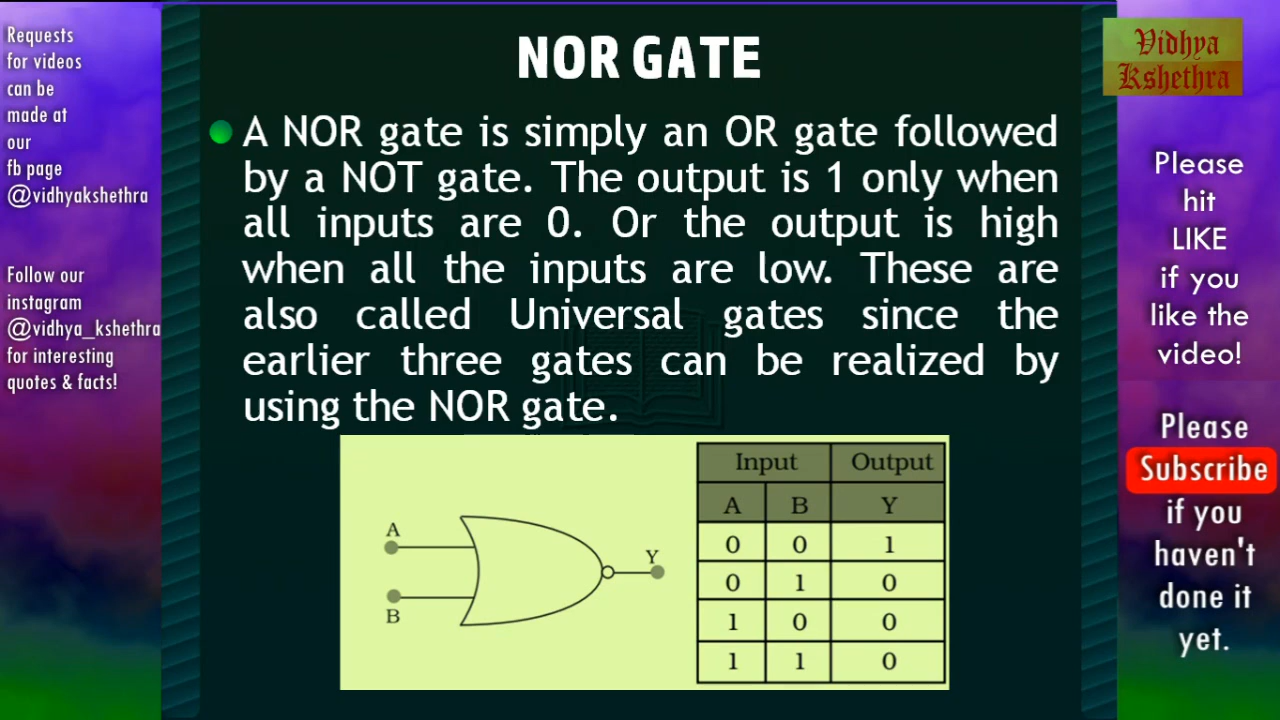 Requests
for videos
can be
made at
our
fb page
@vidhyakshethra
Follow our
instagram
@vidhya_kshethra
for interesting
quotes & facts!
NOR GATE
A NOR gate is simply an OR gate followed
by a NOT gate. The output is 1 only when
all inputs are 0. Or the output is high
when all the inputs are low. These are
also called Universal gates since the
earlier three gates can be realized by
using the NOR gate.
A
B
Y
Input Output
A B Y
0 0 1
0 1 0
1 0 0
1 1 0
Vidhya
Kshethra
Please
hit
LIKE
if you
like the
video!
Please
Subscribe
if you
haven't
done it
yet.